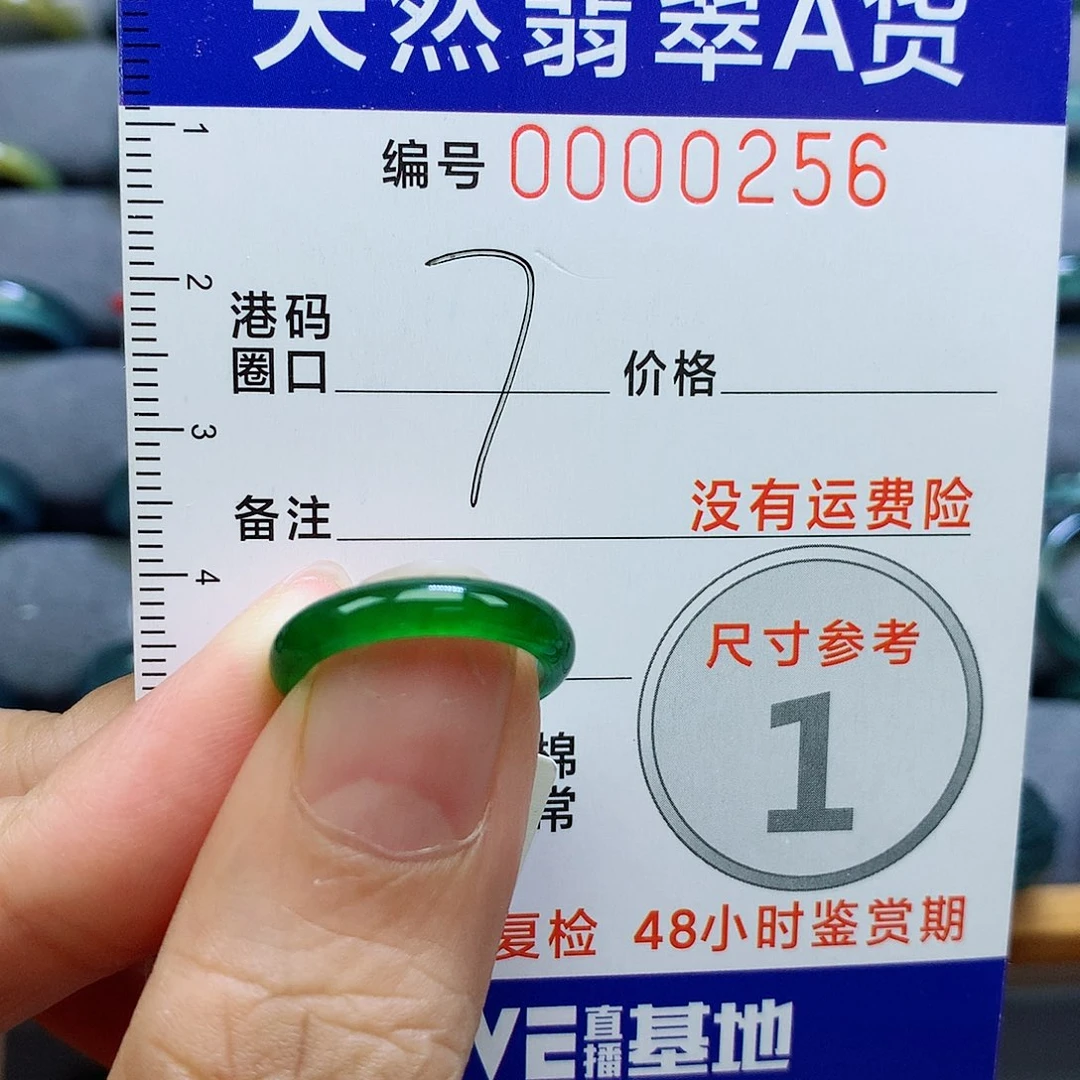 天然翡翠A货
编号 0000256
1
2
3
4
港码
圈口 7 价格
备注 没有运费险
尺寸参考
1
棉
常
复检 48小时鉴赏期
VE 直播 基地